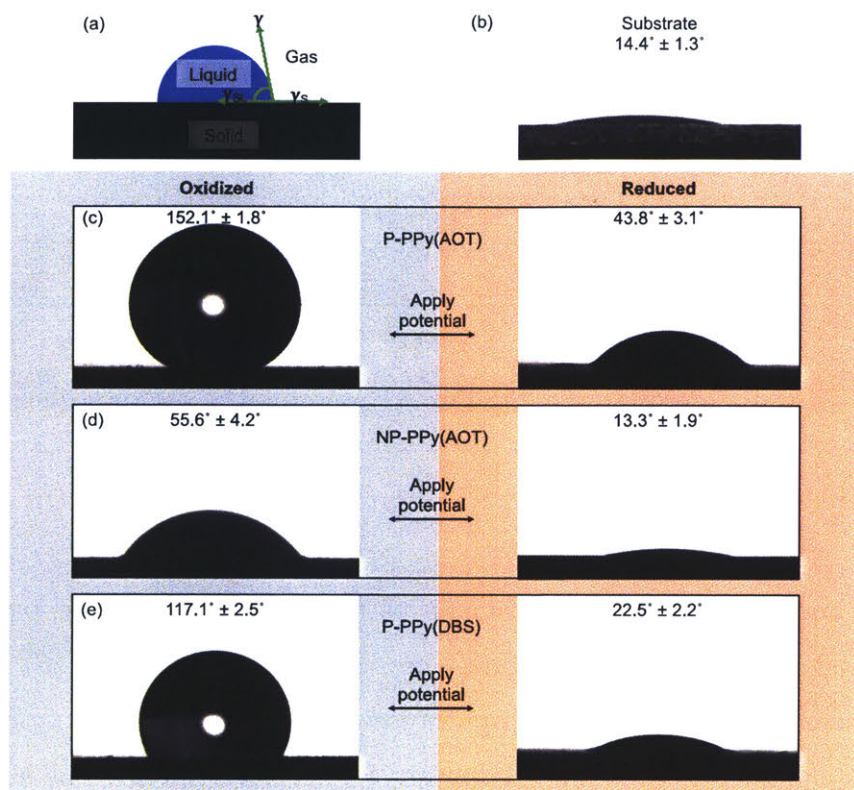 (a)
γ
Gas
Liquid
γs
Solid
(b)
Substrate
14.4° ± 1.3°
Oxidized
Reduced
(c)
152.1° ± 1.8°
P-PPy(AOT)
Apply
potential
43.8° ± 3.1°
(d)
55.6° ± 4.2°
NP-PPy(AOT)
Apply
potential
13.3° ± 1.9°
(e)
117.1° ± 2.5°
P-PPy(DBS)
Apply
potential
22.5° ± 2.2°